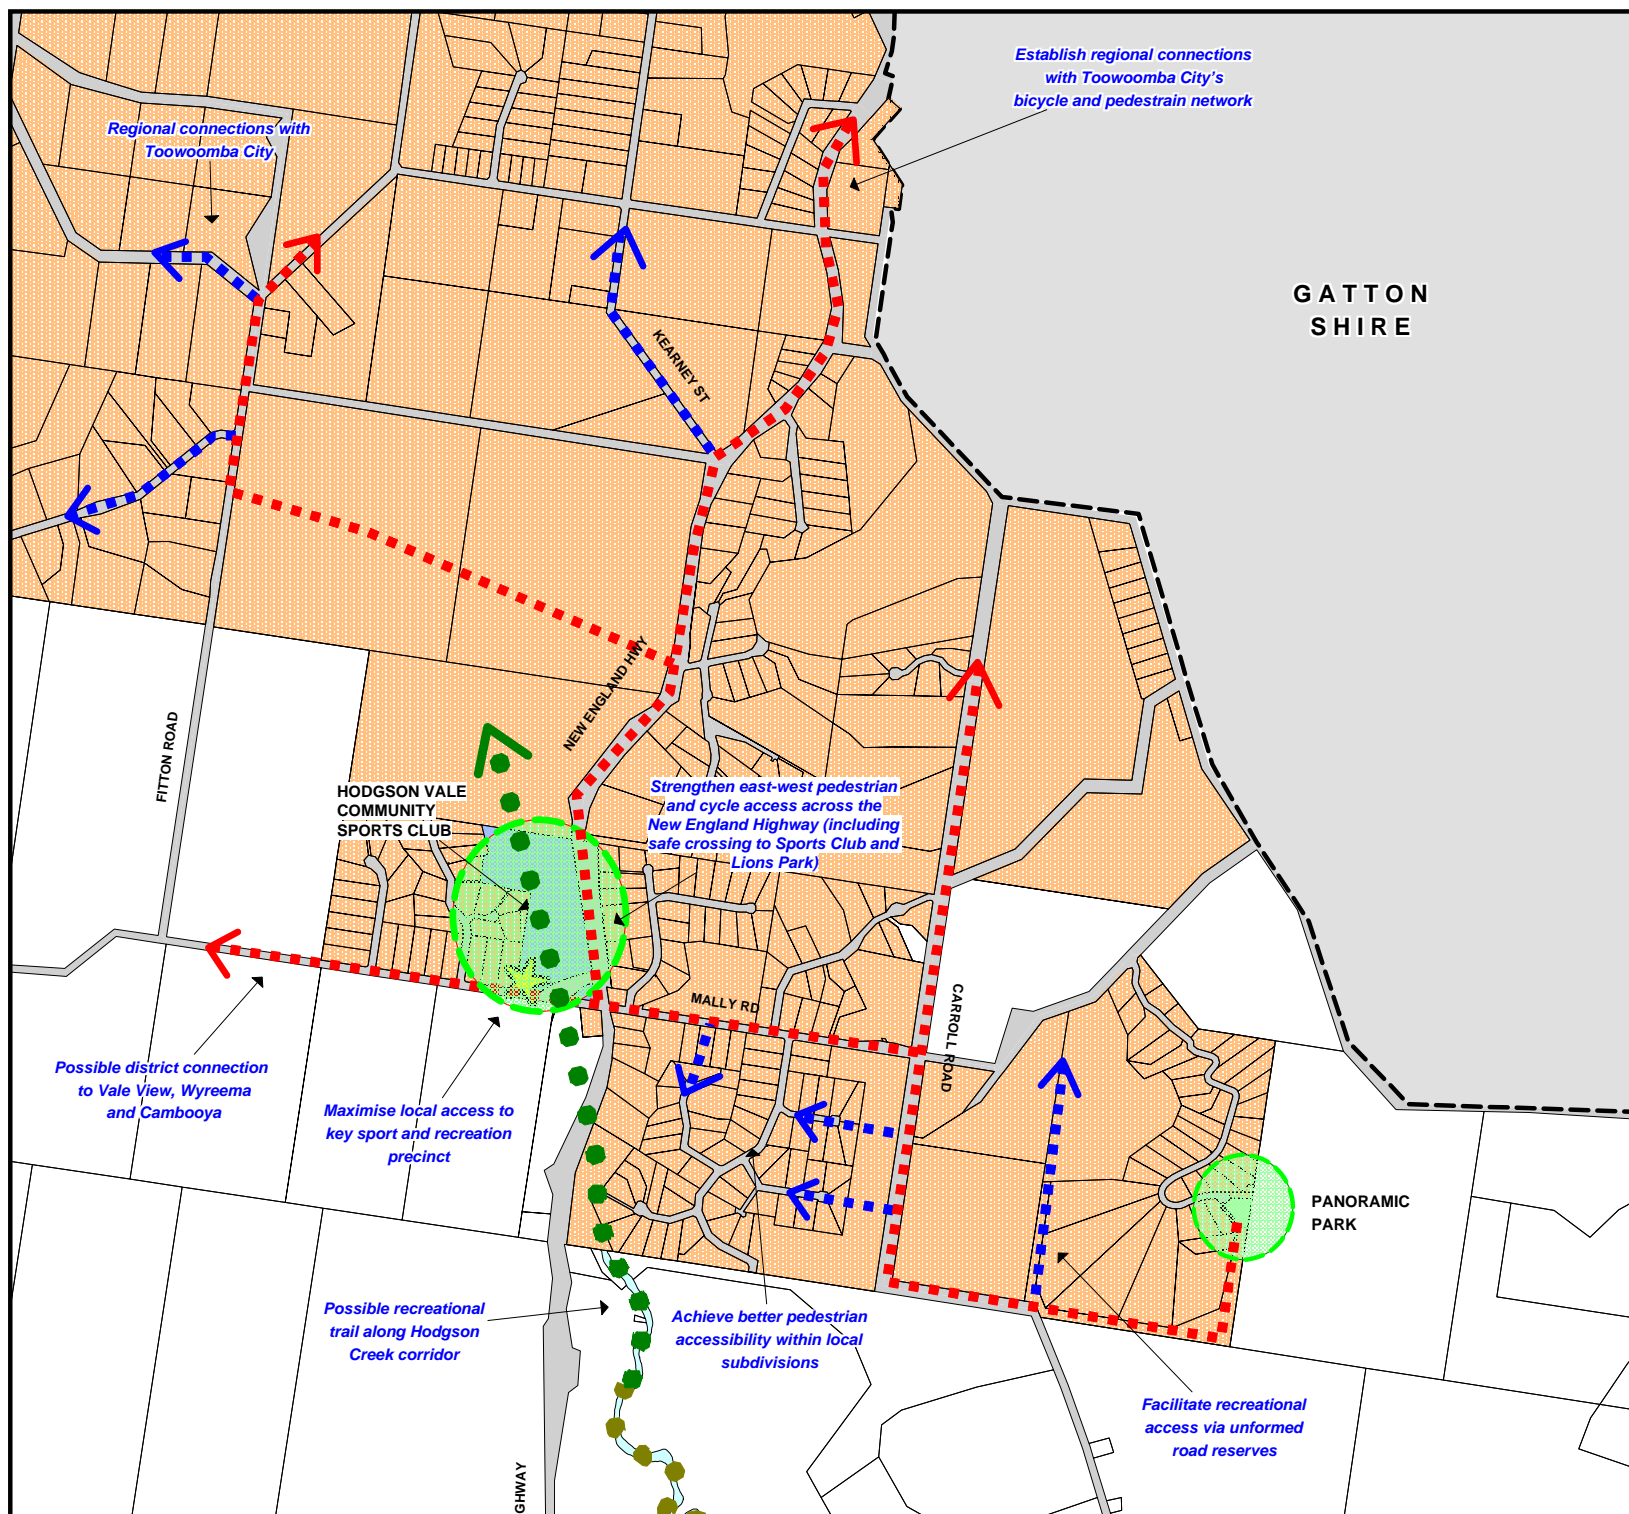 Establish regional connections
with Toowoomba City's
bicycle and pedestrain network
Regional connections with
Toowoomba City
GATTON
SHIRE
KEARNEY ST
NEW ENGLAND HWY
FITTON ROAD
HODGSON VALE
COMMUNITY
SPORTS CLUB
Strengthen east-west pedestrian
and cycle access across the
New England Highway (including
safe crossing to Sports Club and
Lions Park)
MALLY RD
CARROLL ROAD
Possible district connection
to Vale View, Wyreema
and Cambooya
Maximise local access to
key sport and recreation
precinct
PANORAMIC
PARK
Possible recreational
trail along Hodgson
Creek corridor
Achieve better pedestrian
accessibility within local
subdivisions
Facilitate recreational
access via unformed
road reserves
GHWAY